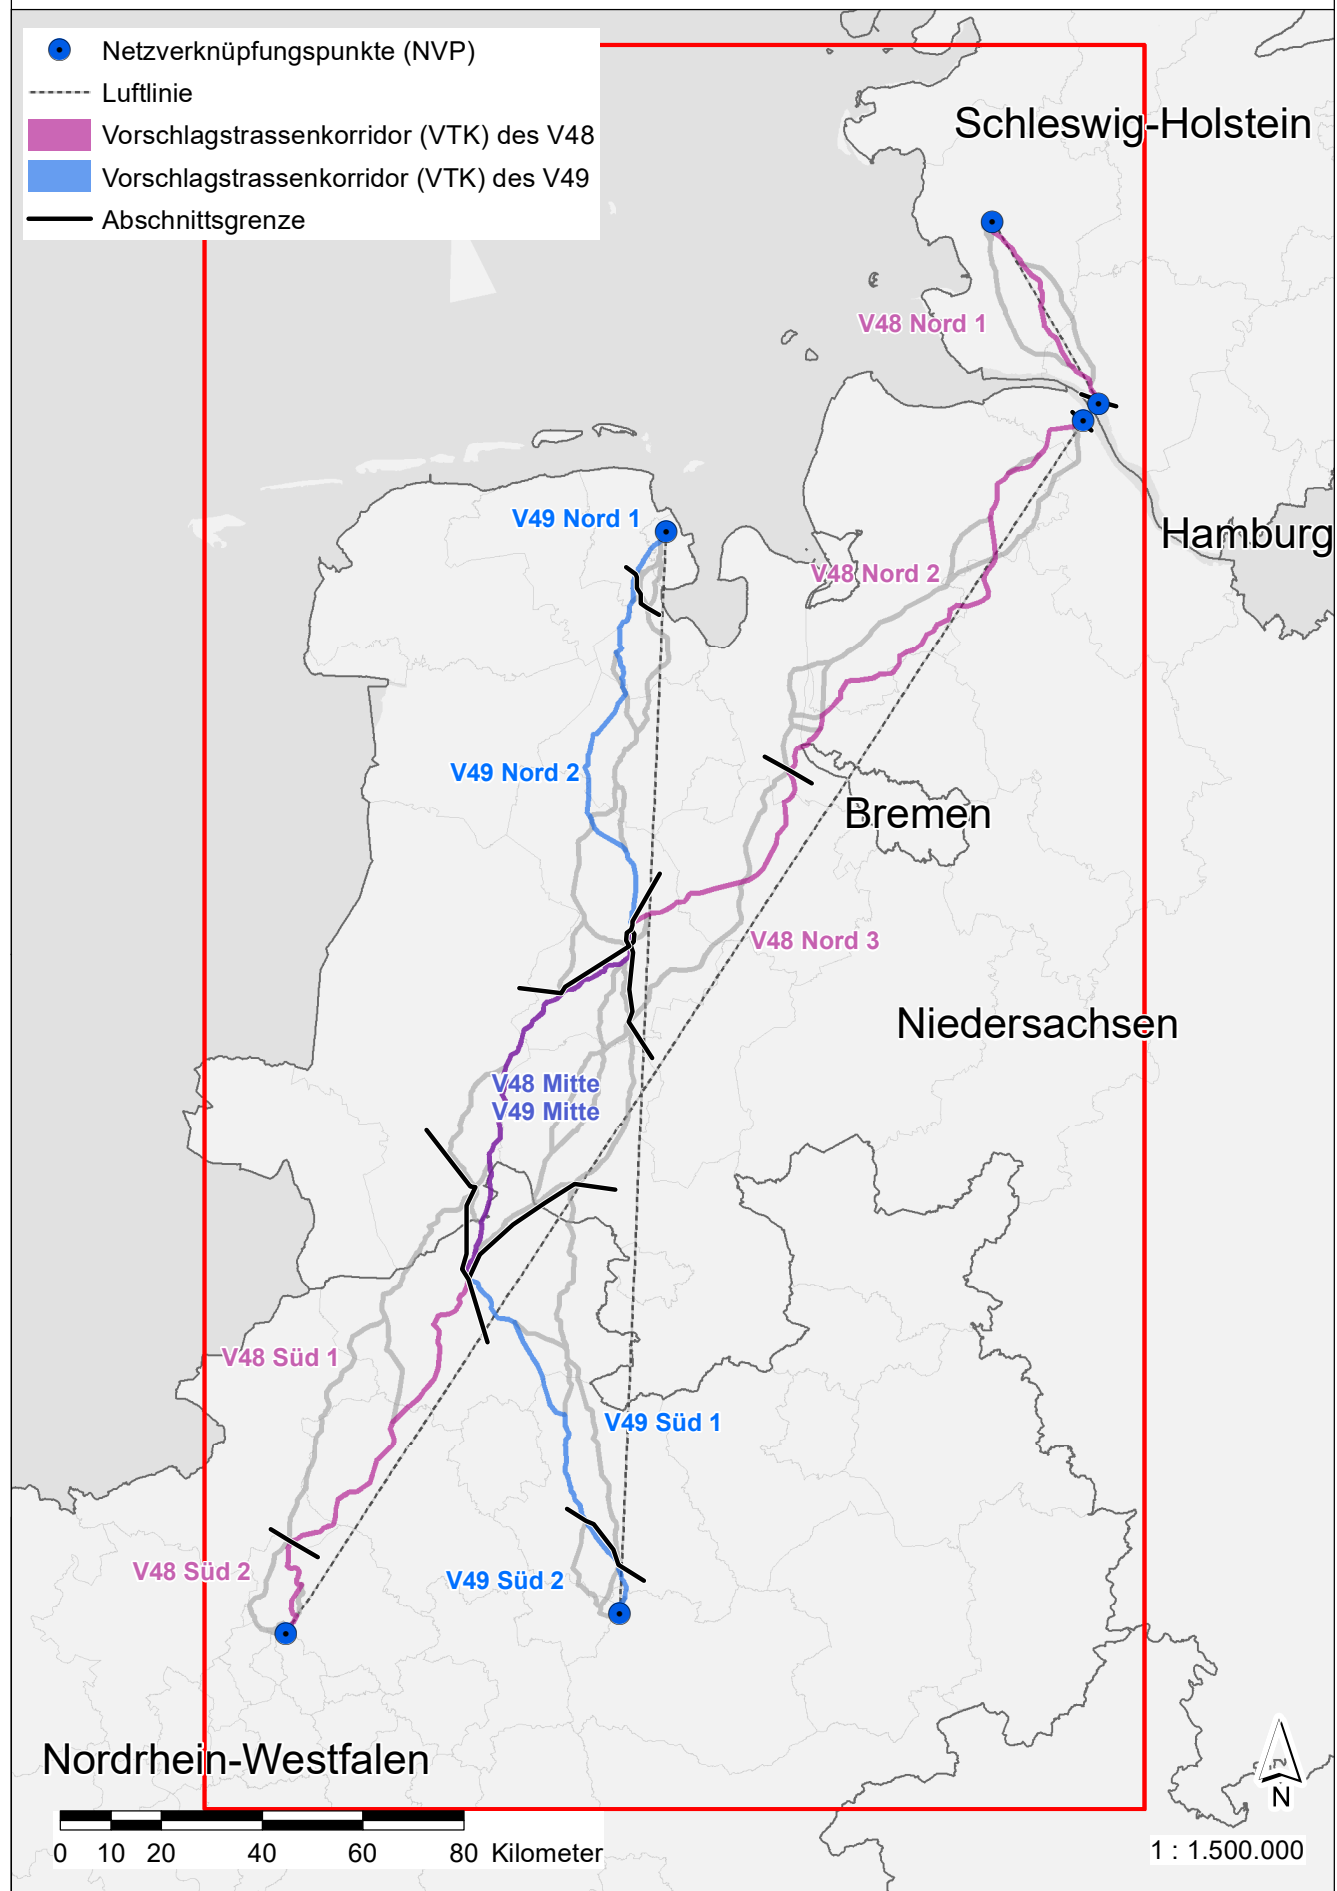 Netzverknüpfungspunkte (NVP)
Luftlinie
Vorschlagstrassenkorridor (VTK) des V48
Vorschlagstrassenkorridor (VTK) des V49
Abschnittsgrenze
Schleswig-Holstein
V48 Nord 1
V49 Nord 1
Hamburg
V48 Nord 2
V49 Nord 2
Bremen
V48 Nord 3
Niedersachsen
V48 Mitte
V49 Mitte
V48 Süd 1
V49 Süd 1
V48 Süd 2
V49 Süd 2
Nordrhein-Westfalen
N
0 10 20 40 60 80 Kilometer
1 : 1.500.000